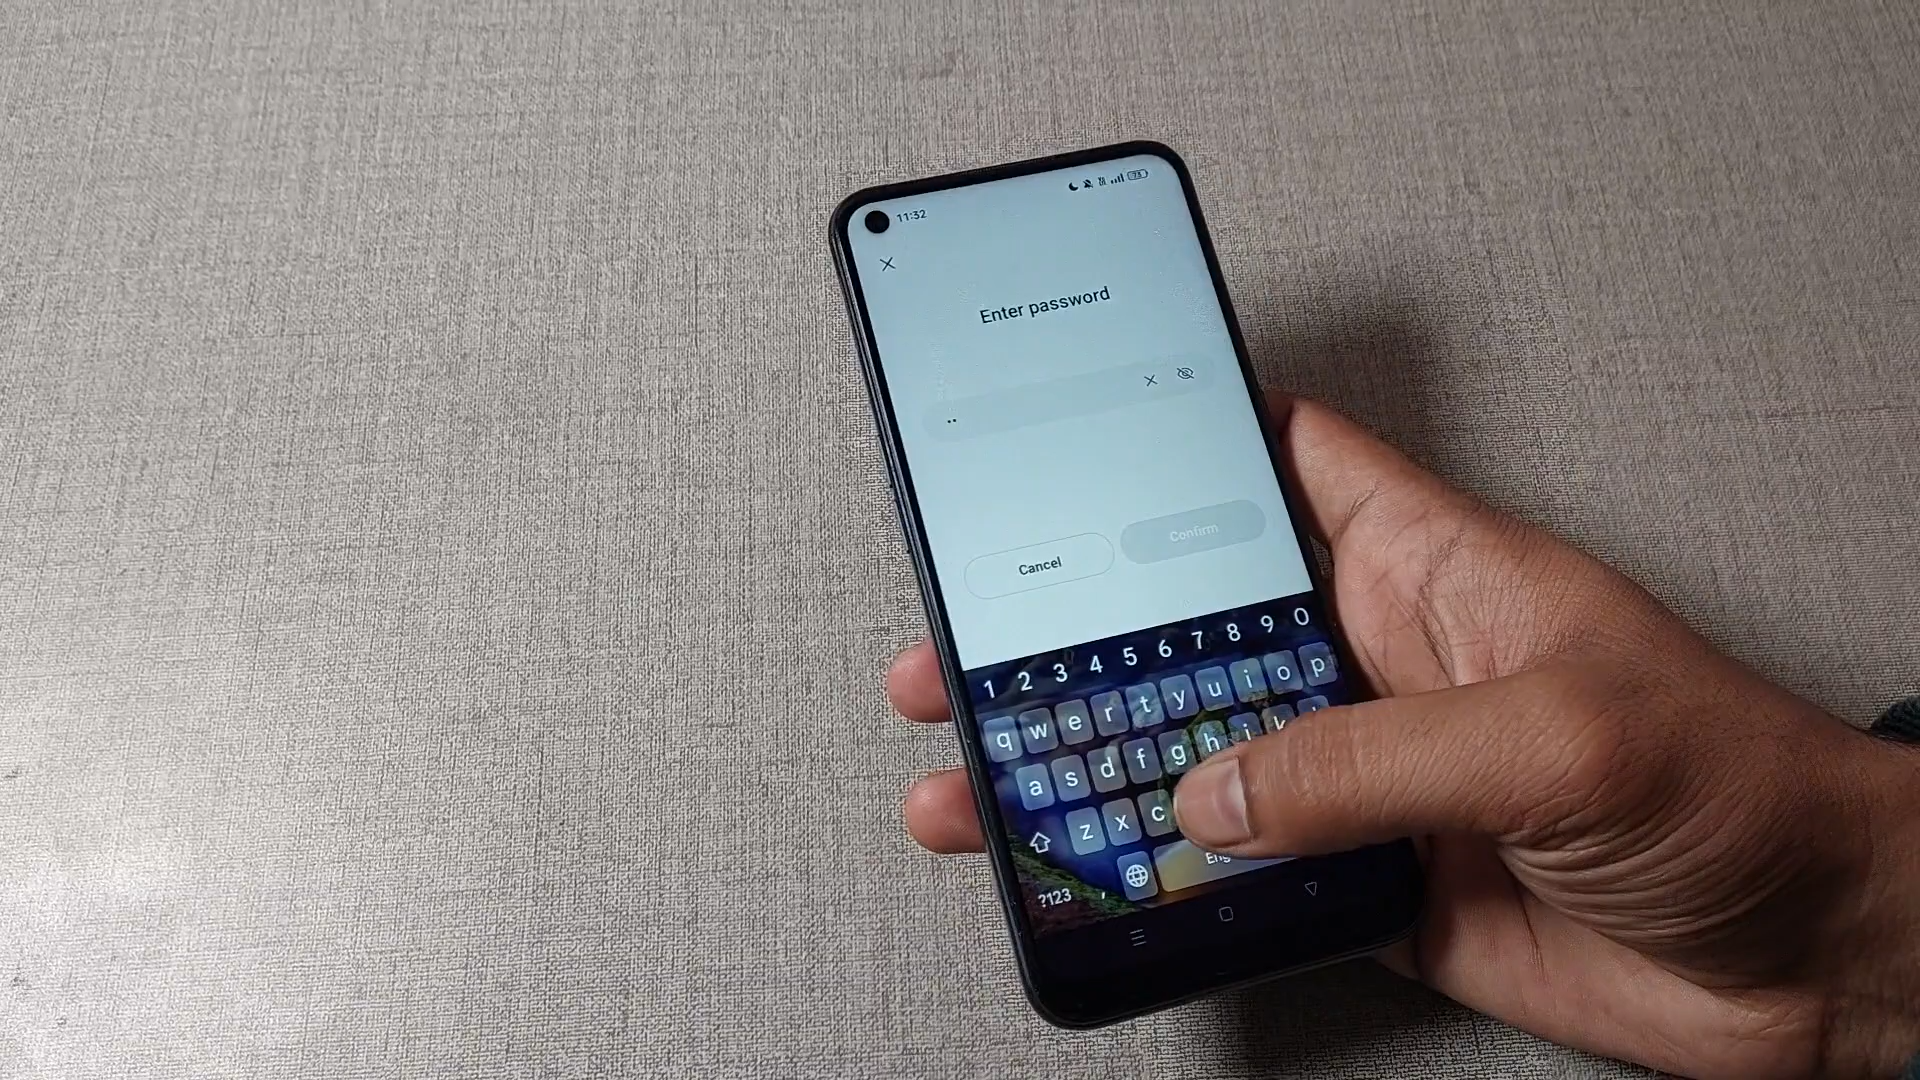 11:32
Enter password
Cancel
Confirm
1 2 3 4 5 6 7 8 9 0
q w e r t y u i o p
a s d f g h j k
z x c
?123 ,